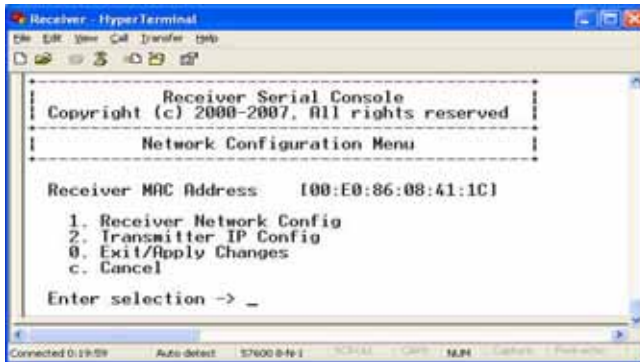 Receiver - HyperTerminal
File Edit View Call Transfer Help
Receiver Serial Console
Copyright (c) 2000-2007. All rights reserved
Network Configuration Menu
Receiver MAC Address [00:E0:86:08:41:1C]
1. Receiver Network Config
2. Transmitter IP Config
0. Exit/Apply Changes
c. Cancel
Enter selection -> _
Connected 0:19:59 Auto detect 57600 8-N-1 SCROLL CAPS NUM Capture Print echo